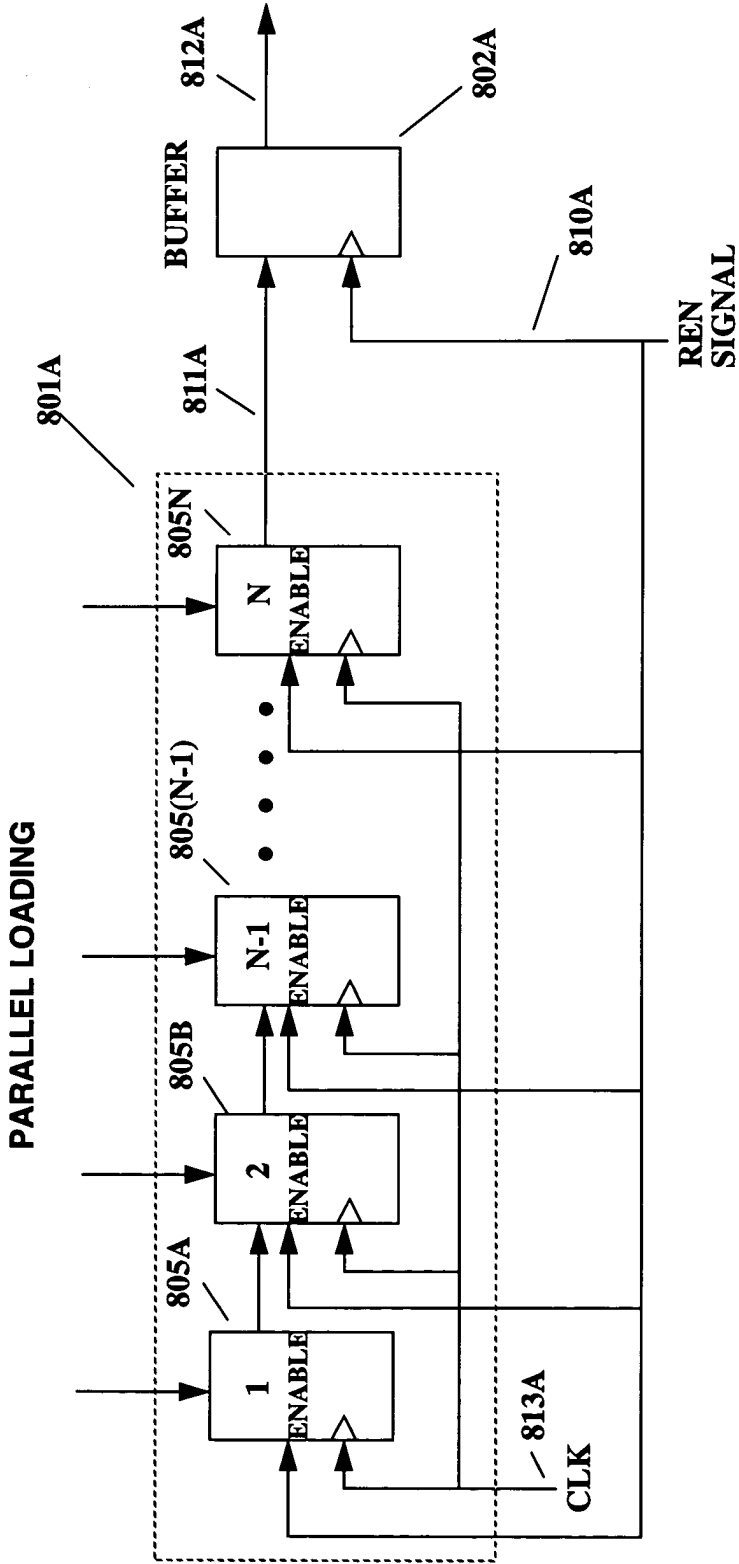 PARALLEL LOADING
801A
805A
805B
805(N-1)
805N
811A
BUFFER
812A
1
ENABLE
2
ENABLE
N-1
ENABLE
N
ENABLE
802A
813A
CLK
810A
REN
SIGNAL